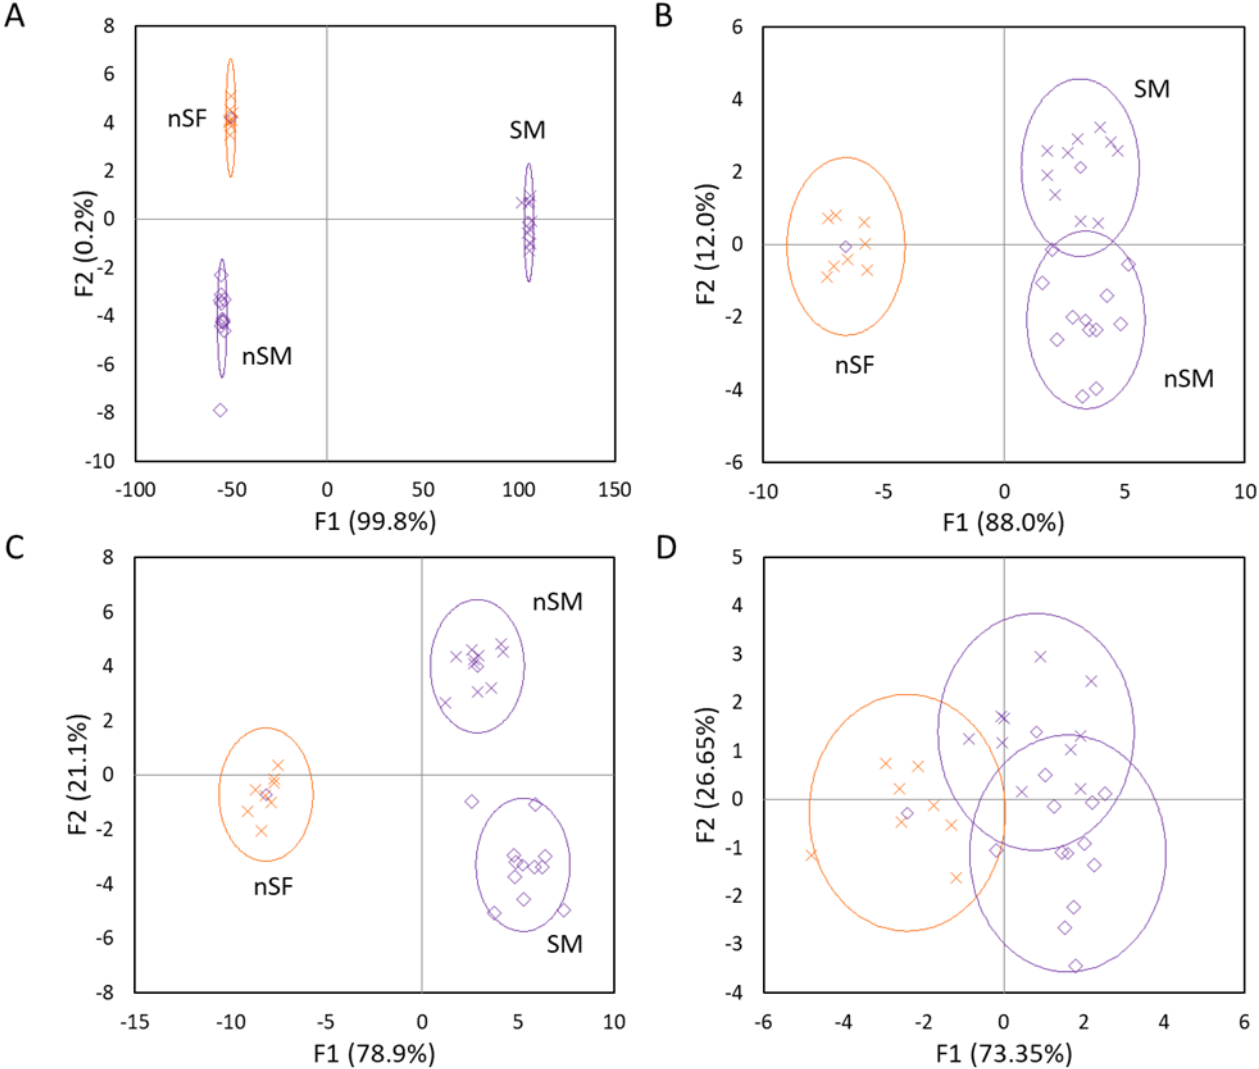 A
8
6
4
2
0
-2
-4
-6
-8
-10
F2 (0.2%)
nSF
SM
nSM
-100 -50 0 50 100 150
F1 (99.8%)
B
6
4
2
0
-2
-4
-6
F2 (12.0%)
SM
nSF
nSM
-10 -5 0 5 10
F1 (88.0%)
C
8
6
4
2
0
-2
-4
-6
-8
F2 (21.1%)
nSM
nSF
SM
-15 -10 -5 0 5 10
F1 (78.9%)
D
5
4
3
2
1
0
-1
-2
-3
-4
F2 (26.65%)
-6 -4 -2 0 2 4 6
F1 (73.35%)